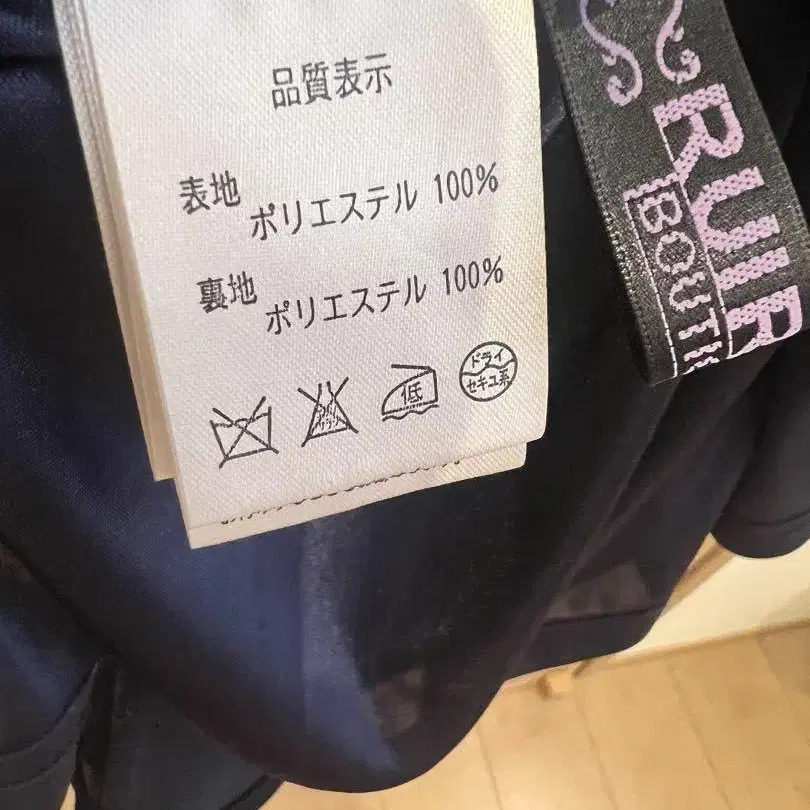 品質表示
表地
ポリエステル 100%
裏地
ポリエステル 100%
低
ドライ
セキユ系
RUIR
BOUTI